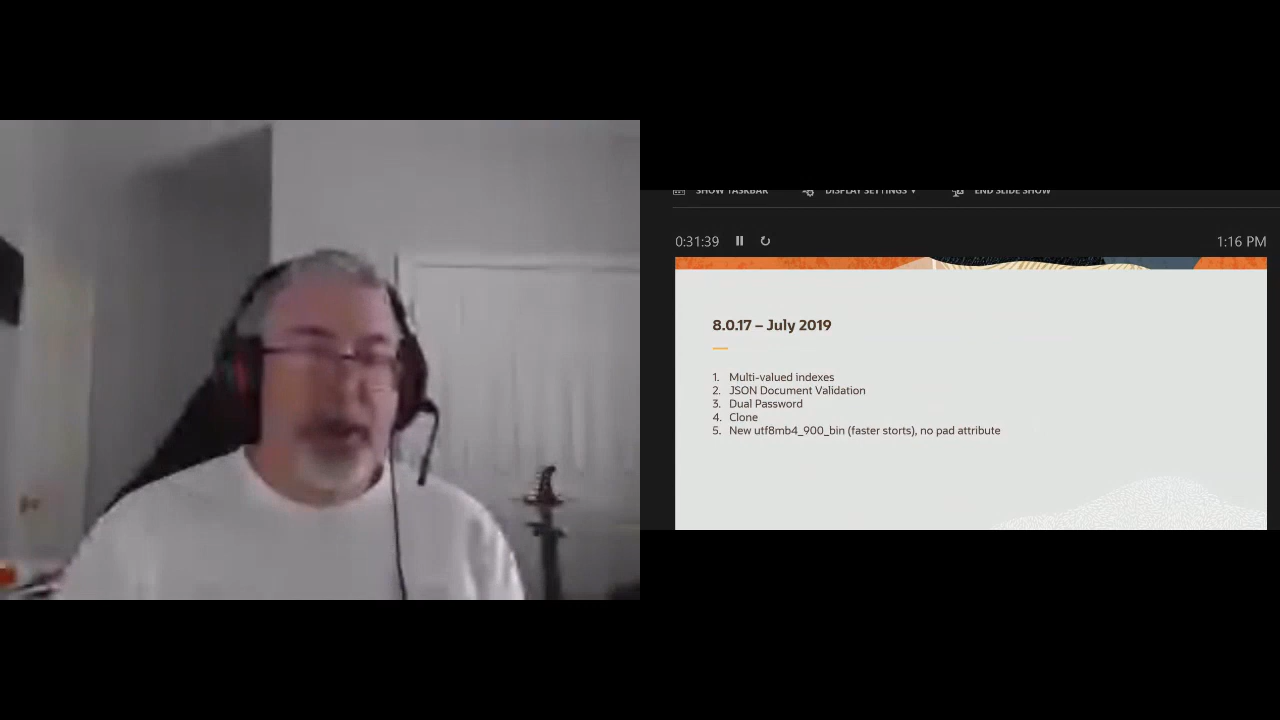 SHOW TASKBAR DISPLAY SETTINGS ▾ END SLIDE SHOW
0:31:39 1:16 PM
8.0.17 – July 2019
1. Multi-valued indexes
2. JSON Document Validation
3. Dual Password
4. Clone
5. New utf8mb4_900_bin (faster storts), no pad attribute